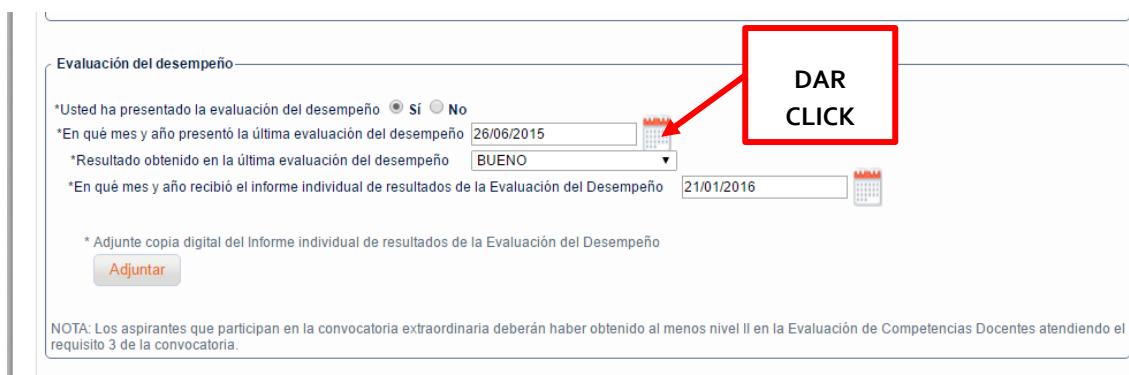 Evaluación del desempeño
DAR
CLICK
*Usted ha presentado la evaluación del desempeño Sí No
*En qué mes y año presentó la última evaluación del desempeño 26/06/2015
*Resultado obtenido en la última evaluación del desempeño BUENO
*En qué mes y año recibió el informe individual de resultados de la Evaluación del Desempeño 21/01/2016
* Adjunte copia digital del Informe individual de resultados de la Evaluación del Desempeño
Adjuntar
NOTA: Los aspirantes que participan en la convocatoria extraordinaria deberán haber obtenido al menos nivel II en la Evaluación de Competencias Docentes atendiendo el
requisito 3 de la convocatoria.